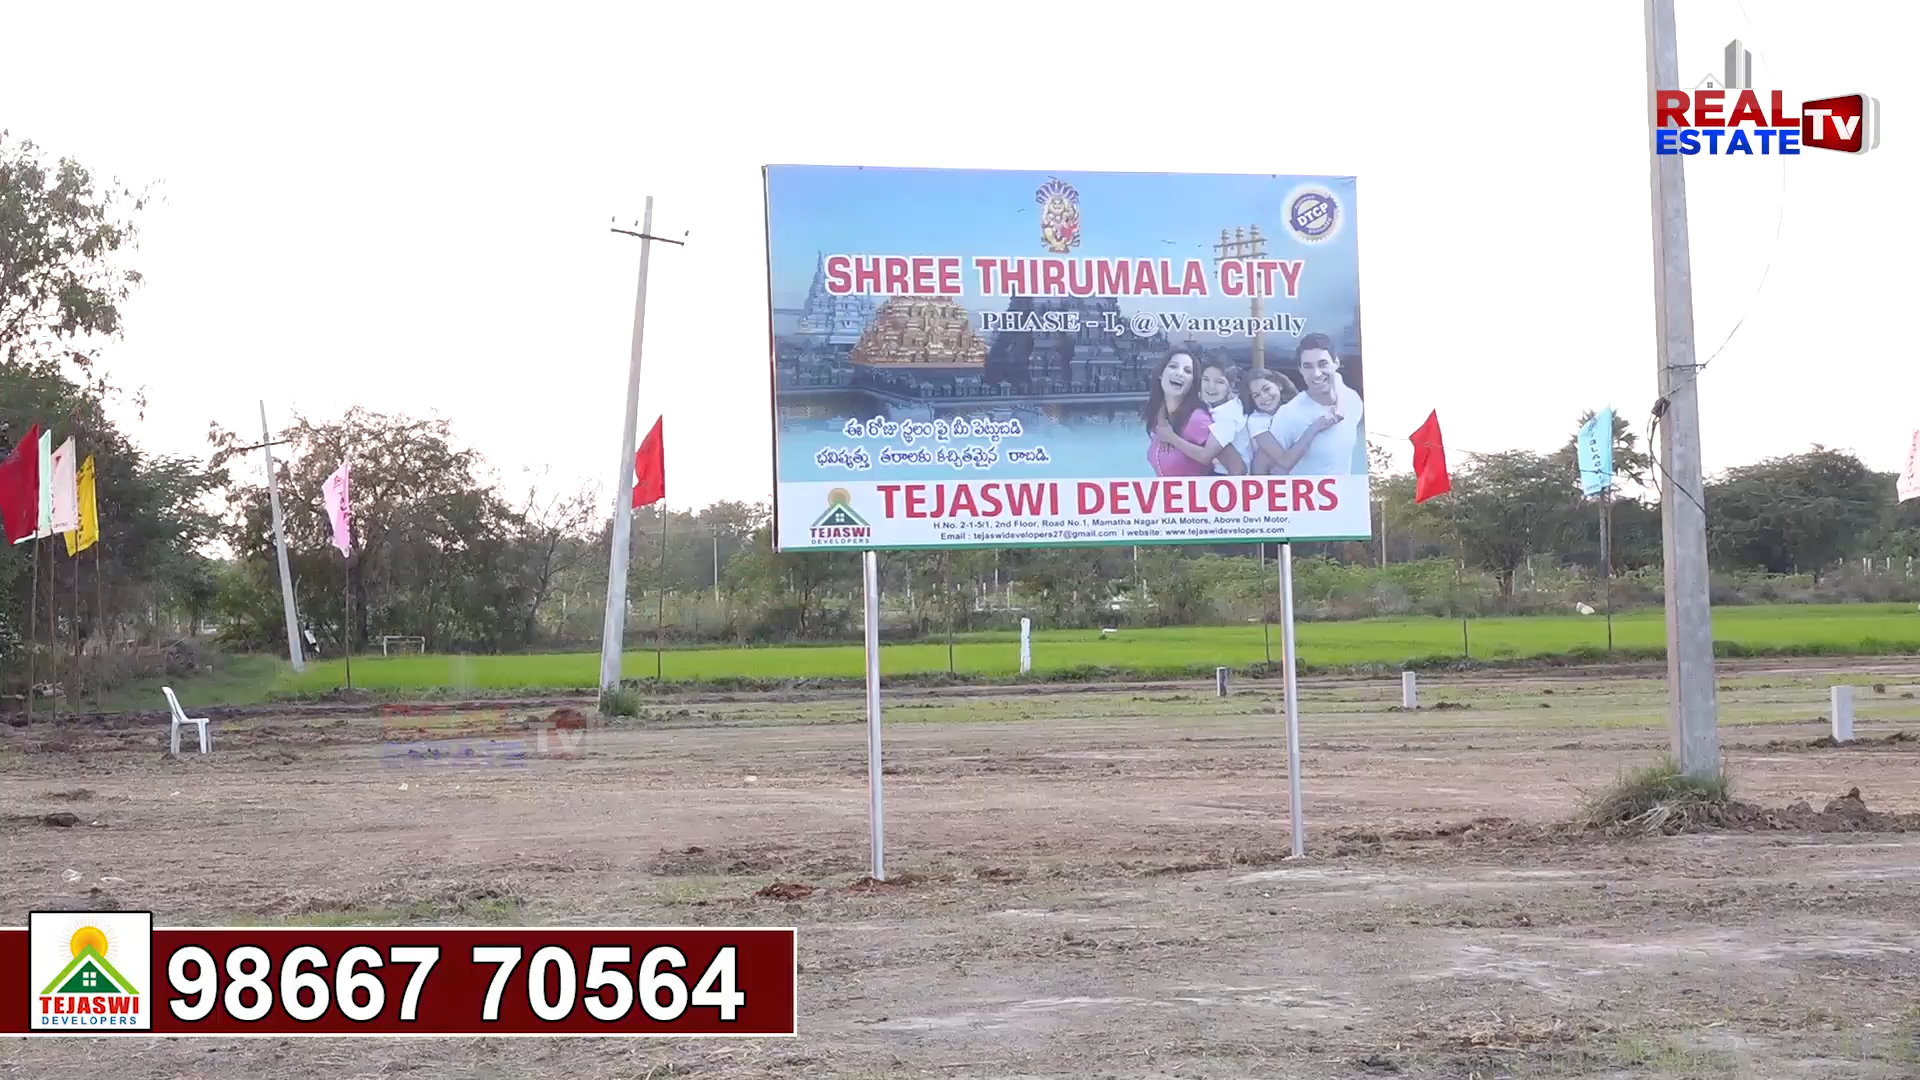 REAL
ESTATE Tv
DTCP
SHREE THIRUMALA CITY
PHASE - I, @Wangapally
ఈ రోజు స్థలం పై మీ పెట్టుబడి
భవిష్యత్తు తరాలకు కచ్చితమైన రాబడి.
TEJASWI DEVELOPERS
H.No. 2-1-5/1, 2nd Floor, Road No.1, Mamatha Nagar KIA Motors, Above Devi Motor,
Email : tejaswidevelopers27@gmail.com I website: www.tejaswidevelopers.com
TEJASWI
DEVELOPERS
TEJASWI
DEVELOPERS
98667 70564